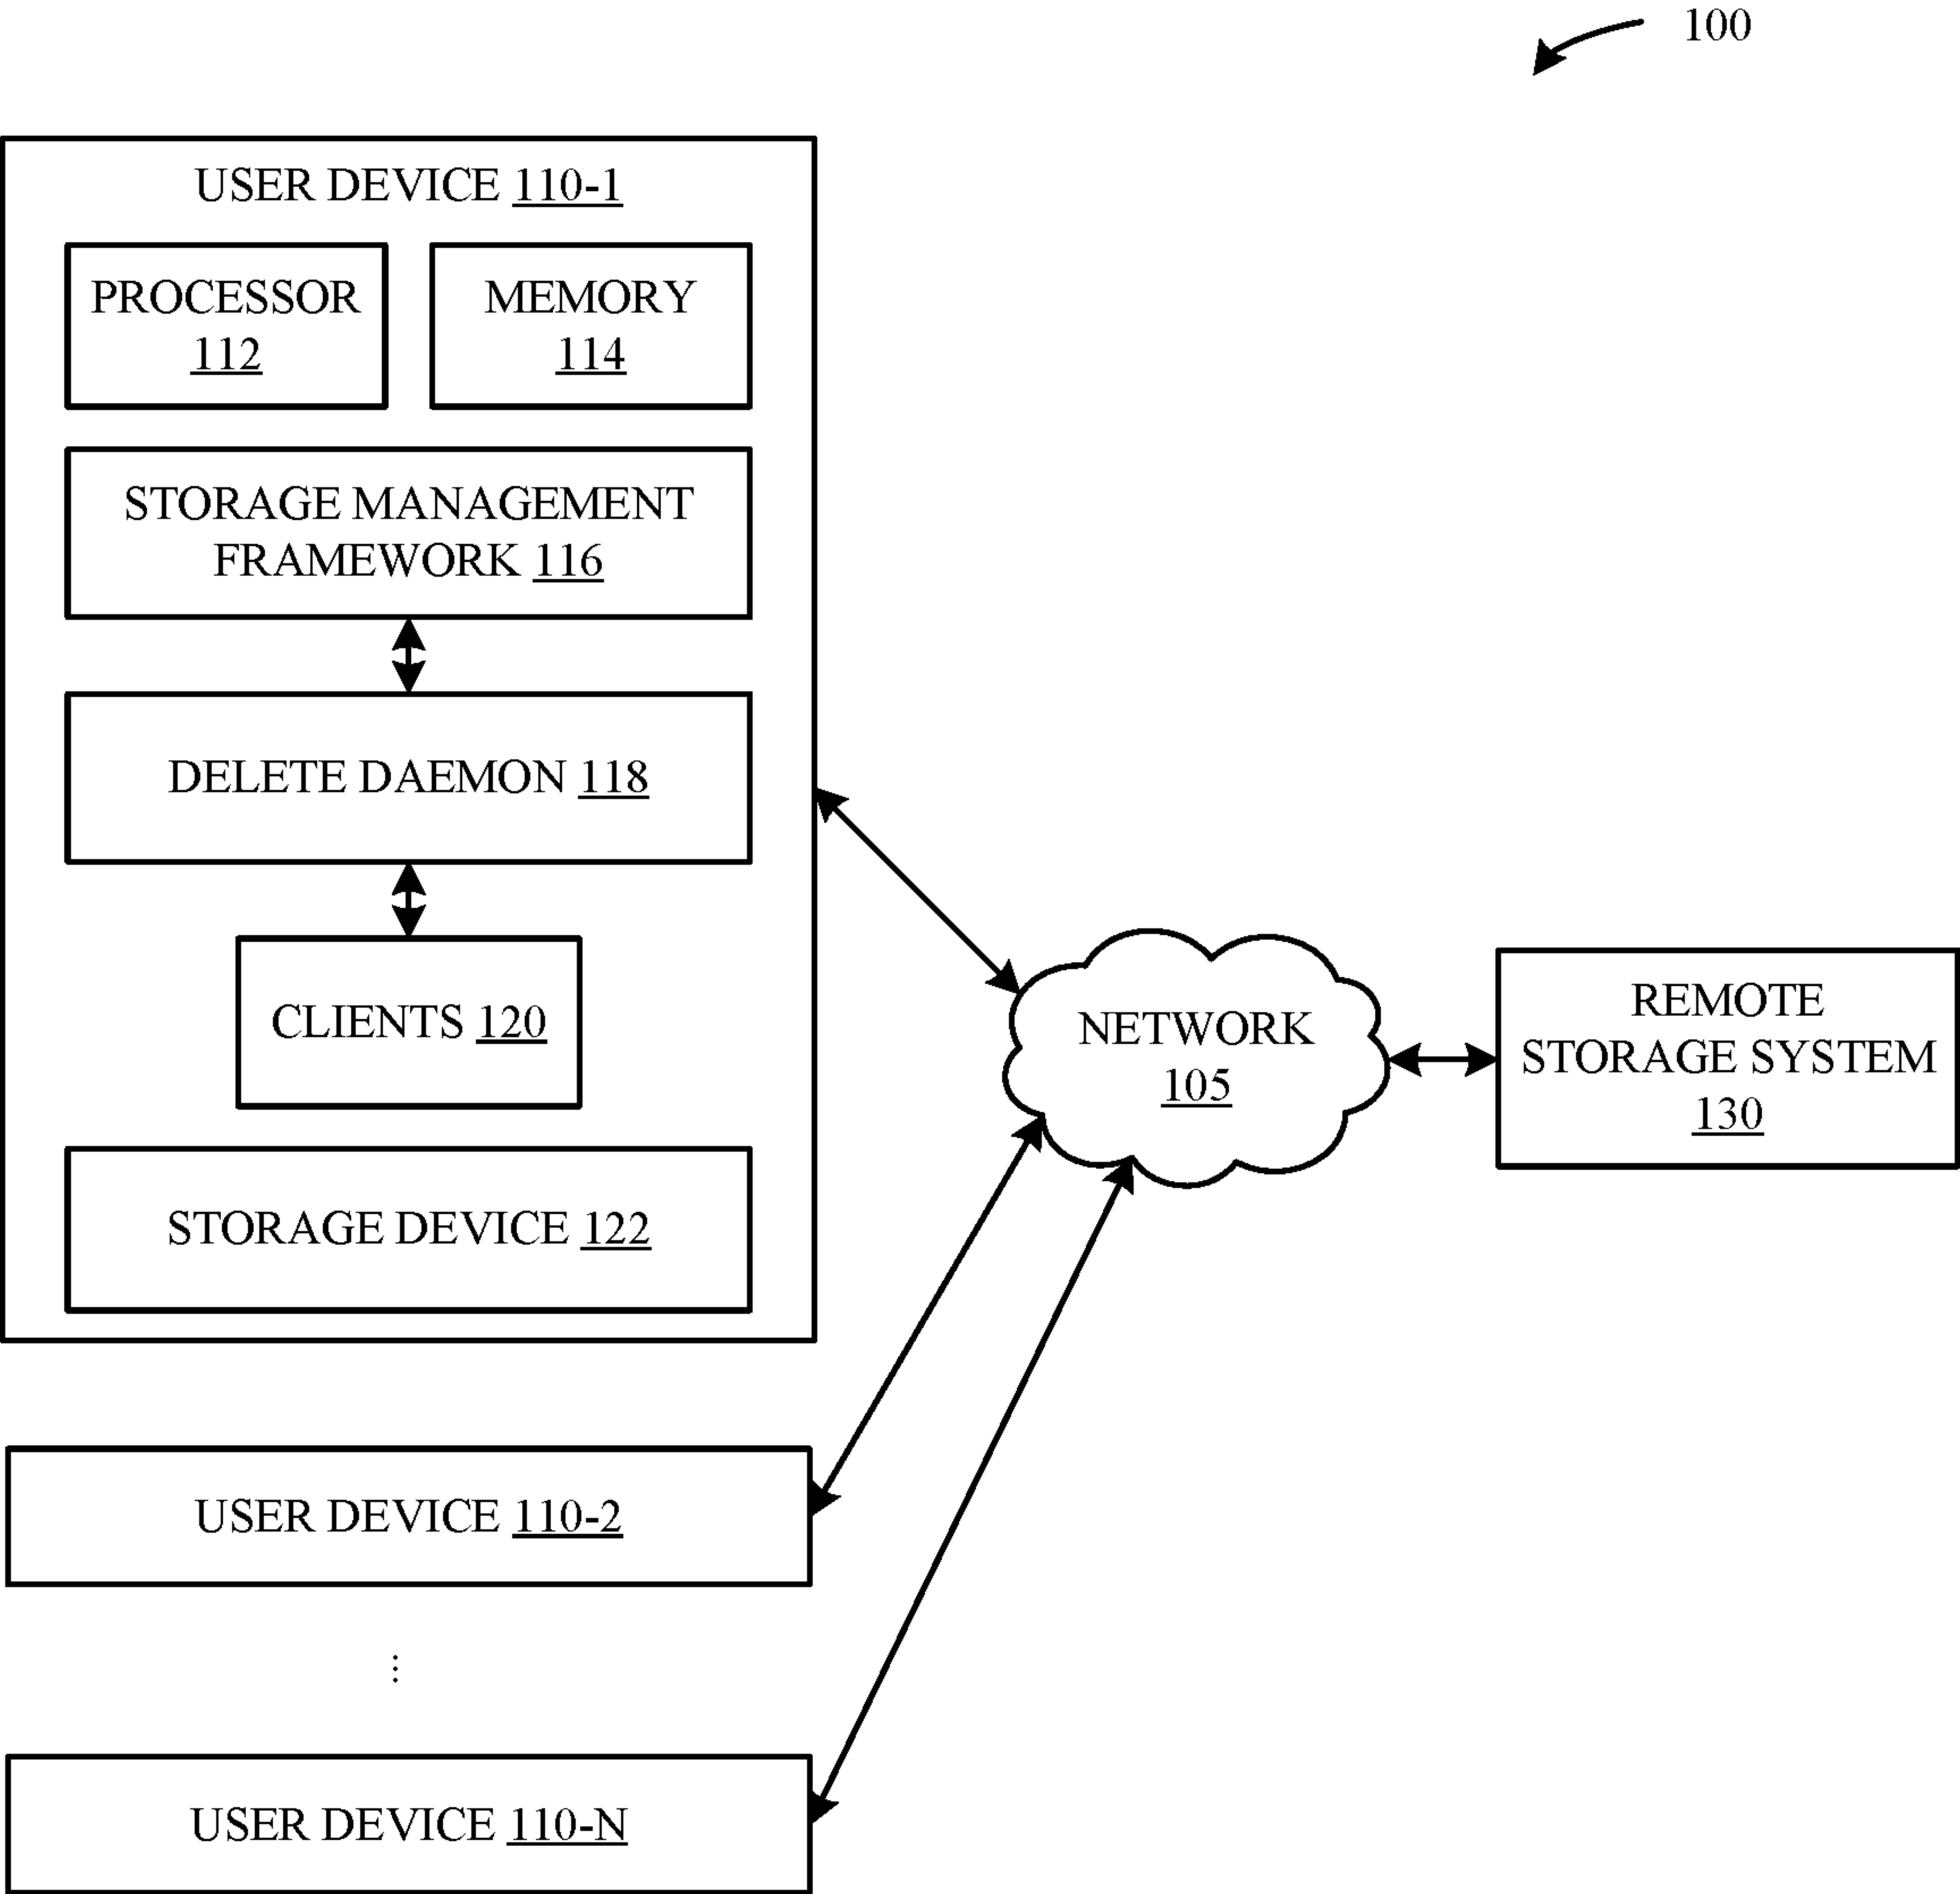 100
USER DEVICE 110-1
PROCESSOR
112
MEMORY
114
STORAGE MANAGEMENT
FRAMEWORK 116
DELETE DAEMON 118
CLIENTS 120
STORAGE DEVICE 122
NETWORK
105
REMOTE
STORAGE SYSTEM
130
USER DEVICE 110-2
⋮
USER DEVICE 110-N